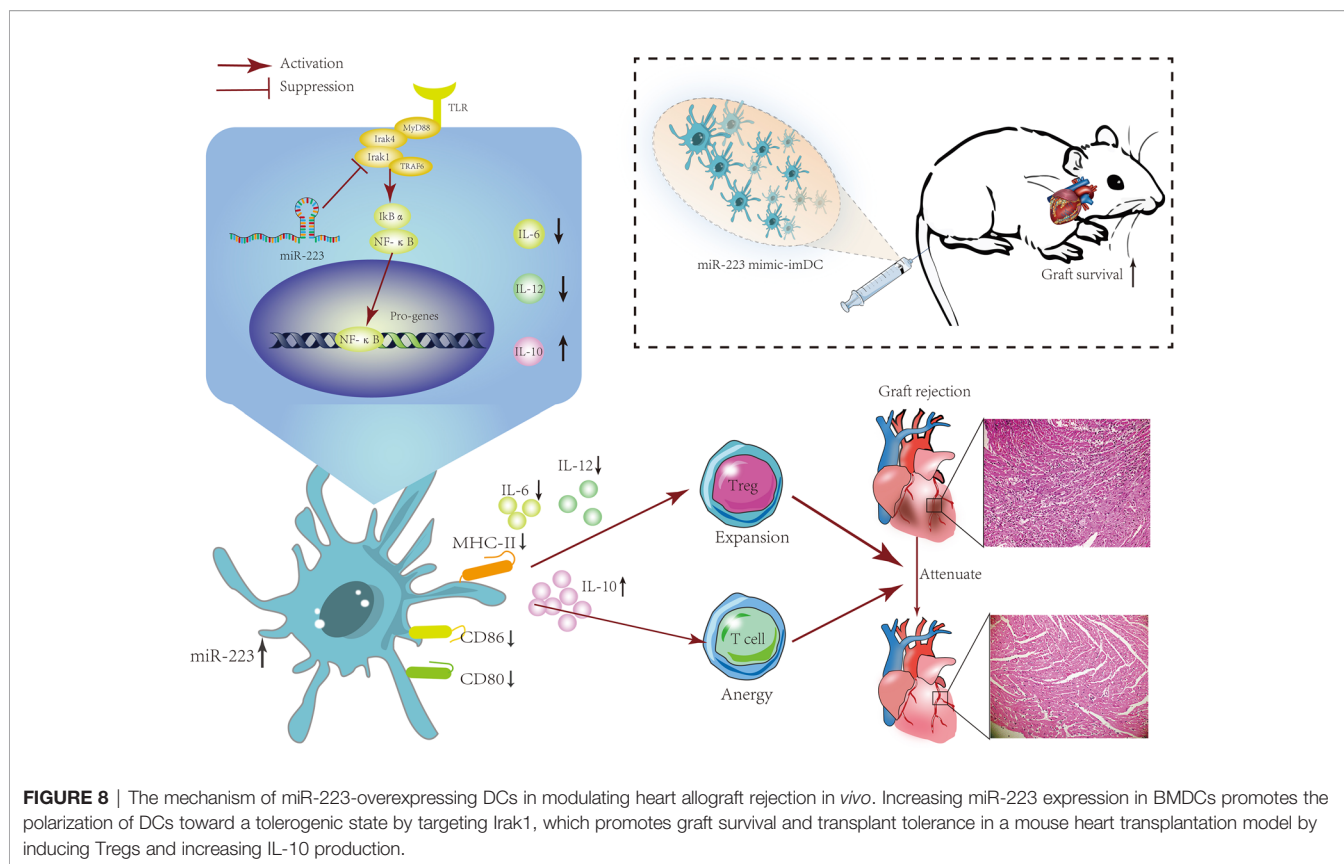 Activation
Suppression
TLR
MyD88
Irak4
Irak1
TRAF6
IkB α
NF- κ B
miR-223
Pro-genes
NF- κ B
IL-6
IL-12
IL-10
miR-223 mimic-imDC
Graft survival
IL-6
IL-12
MHC-II
IL-10
CD86
CD80
miR-223
Treg
Expansion
T cell
Anergy
Graft rejection
Attenuate
FIGURE 8 | The mechanism of miR-223-overexpressing DCs in modulating heart allograft rejection in vivo. Increasing miR-223 expression in BMDCs promotes the
polarization of DCs toward a tolerogenic state by targeting Irak1, which promotes graft survival and transplant tolerance in a mouse heart transplantation model by
inducing Tregs and increasing IL-10 production.